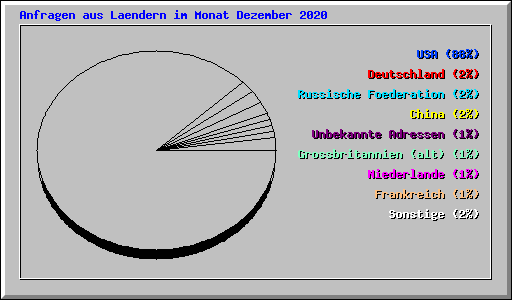 Anfragen aus Laendern im Monat Dezember 2020
USA (88%)
Deutschland (2%)
Russische Foederation (2%)
China (2%)
Unbekannte Adressen (1%)
Grossbritannien (alt) (1%)
Niederlande (1%)
Frankreich (1%)
Sonstige (2%)